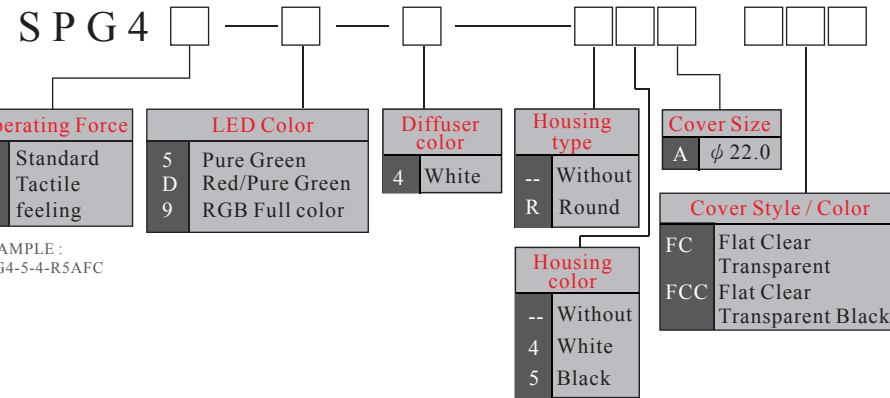 SPG4
Operating Force
Standard
Tactile
feeling
LED Color
5 Pure Green
D Red/Pure Green
9 RGB Full color
Diffuser
color
4 White
Housing
type
-- Without
R Round
Cover Size
A ϕ 22.0
Cover Style / Color
FC Flat Clear
Transparent
FCC Flat Clear
Transparent Black
AMPLE :
G4-5-4-R5AFC
Housing
color
-- Without
4 White
5 Black